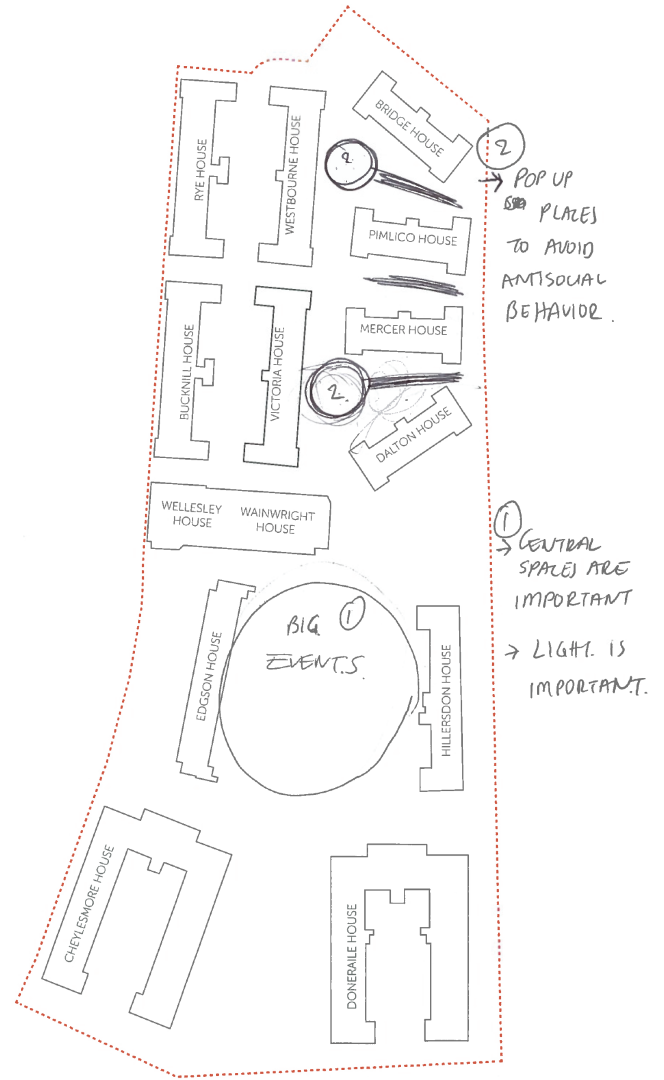 RYE HOUSE
WESTBOURNE HOUSE
BRIDGE HOUSE
2
2
→ POP UP
PLACES
TO AVOID
ANTISOCIAL
BEHAVIOR.
PIMLICO HOUSE
MERCER HOUSE
BUCKNILL HOUSE
VICTORIA HOUSE
2.
DALTON HOUSE
WELLESLEY
HOUSE
WAINWRIGHT
HOUSE
1
→ CENTRAL
SPACES ARE
IMPORTANT
→ LIGHT. IS
IMPORTANT.
EDGSON HOUSE
BIG 1
EVENTS.
HILLERSDON HOUSE
CHEYLESMORE HOUSE
DONERAILE HOUSE